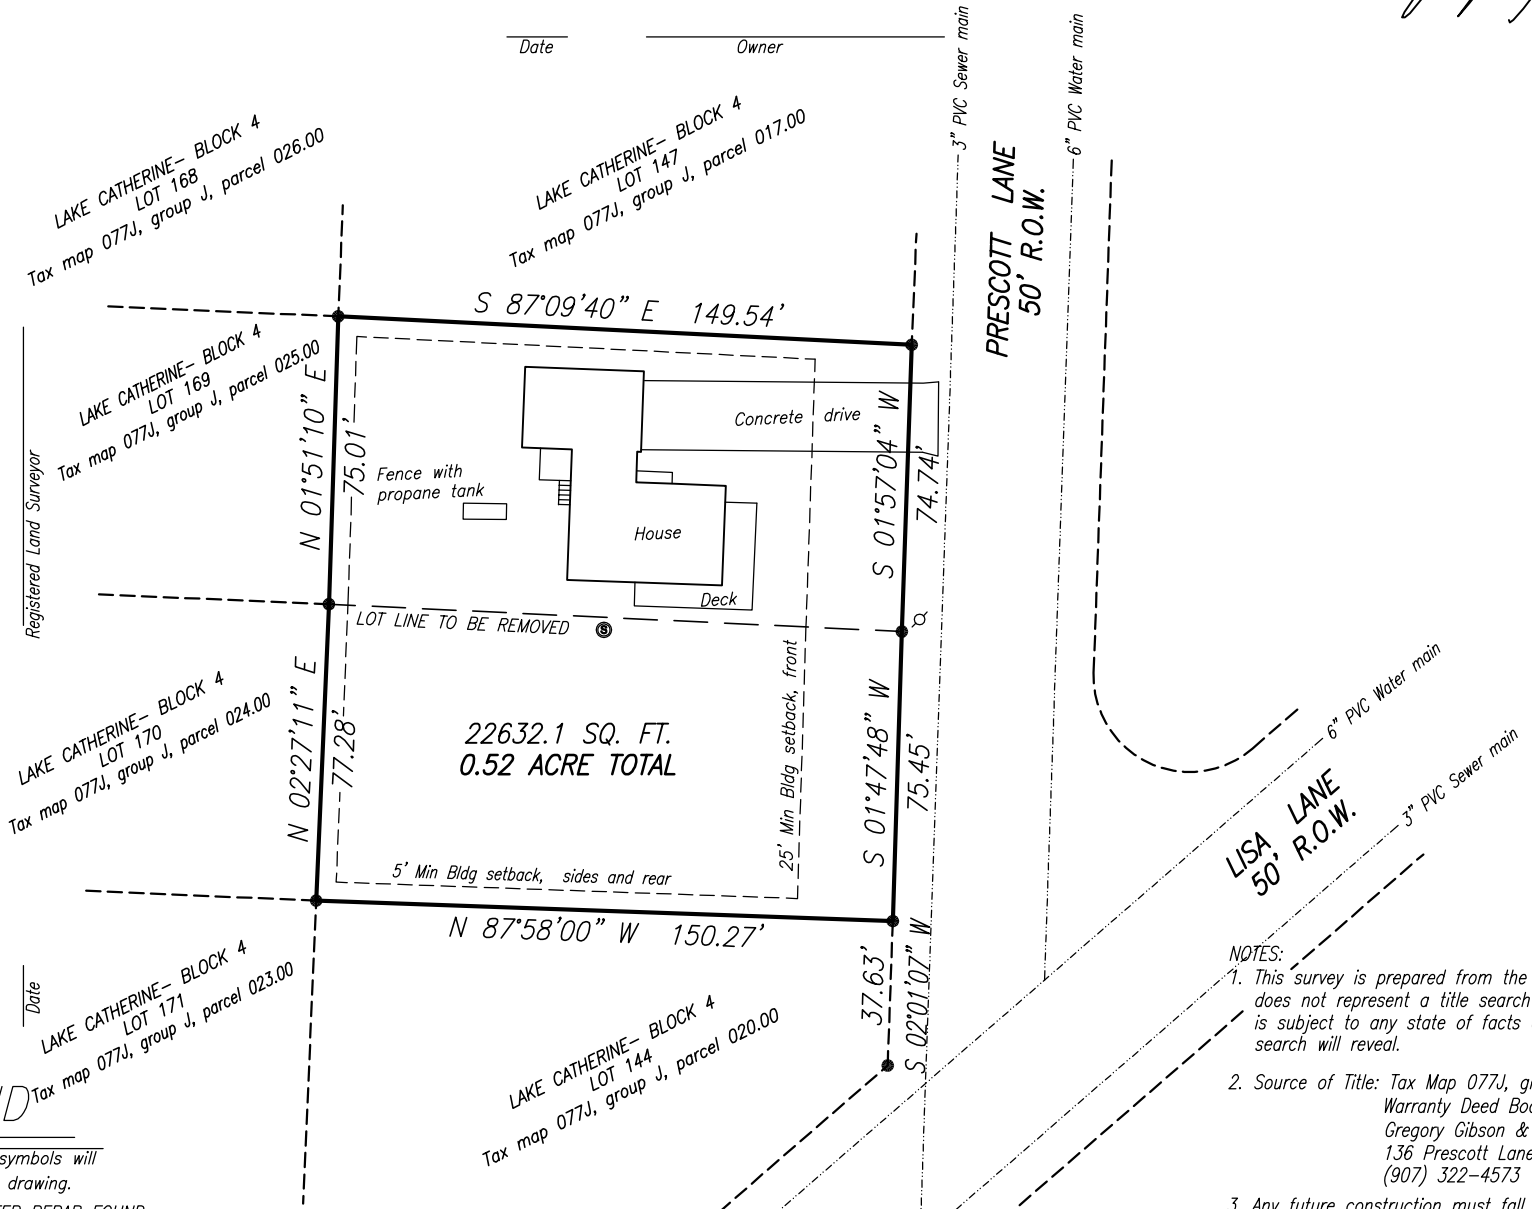 Date
Owner
3" PVC Sewer main
6" PVC Water main
PRESCOTT LANE
50' R.O.W.
LAKE CATHERINE- BLOCK 4
LOT 168
Tax map 077J, group J, parcel 026.00
LAKE CATHERINE- BLOCK 4
LOT 147
Tax map 077J, group J, parcel 017.00
S 87°09'40" E 149.54'
LAKE CATHERINE- BLOCK 4
LOT 169
Tax map 077J, group J, parcel 025.00
N 01°51'10" E
75.01'
Concrete drive
S 01°57'04" W
74.74'
Fence with
propane tank
House
Deck
Registered Land Surveyor
LOT LINE TO BE REMOVED
S
LAKE CATHERINE- BLOCK 4
LOT 170
Tax map 077J, group J, parcel 024.00
N 02°27'11" E
77.28'
22632.1 SQ. FT.
0.52 ACRE TOTAL
25' Min Bldg setback, front
S 01°47'48" W
75.45'
5' Min Bldg setback, sides and rear
N 87°58'00" W 150.27'
6" PVC Water main
3" PVC Sewer main
LISA LANE
50' R.O.W.
37.63'
S 02°01'07" W
Date
LAKE CATHERINE- BLOCK 4
LOT 171
Tax map 077J, group J, parcel 023.00
LAKE CATHERINE- BLOCK 4
LOT 144
Tax map 077J, group J, parcel 020.00
NOTES:
1. This survey is prepared from the
does not represent a title search
is subject to any state of facts
search will reveal.
2. Source of Title: Tax Map 077J,
Warranty Deed
Gregory Gibson &
136 Prescott Lane
(907) 322-4573
3. Any future construction must fall
symbols will
drawing.
REBAR FOUND